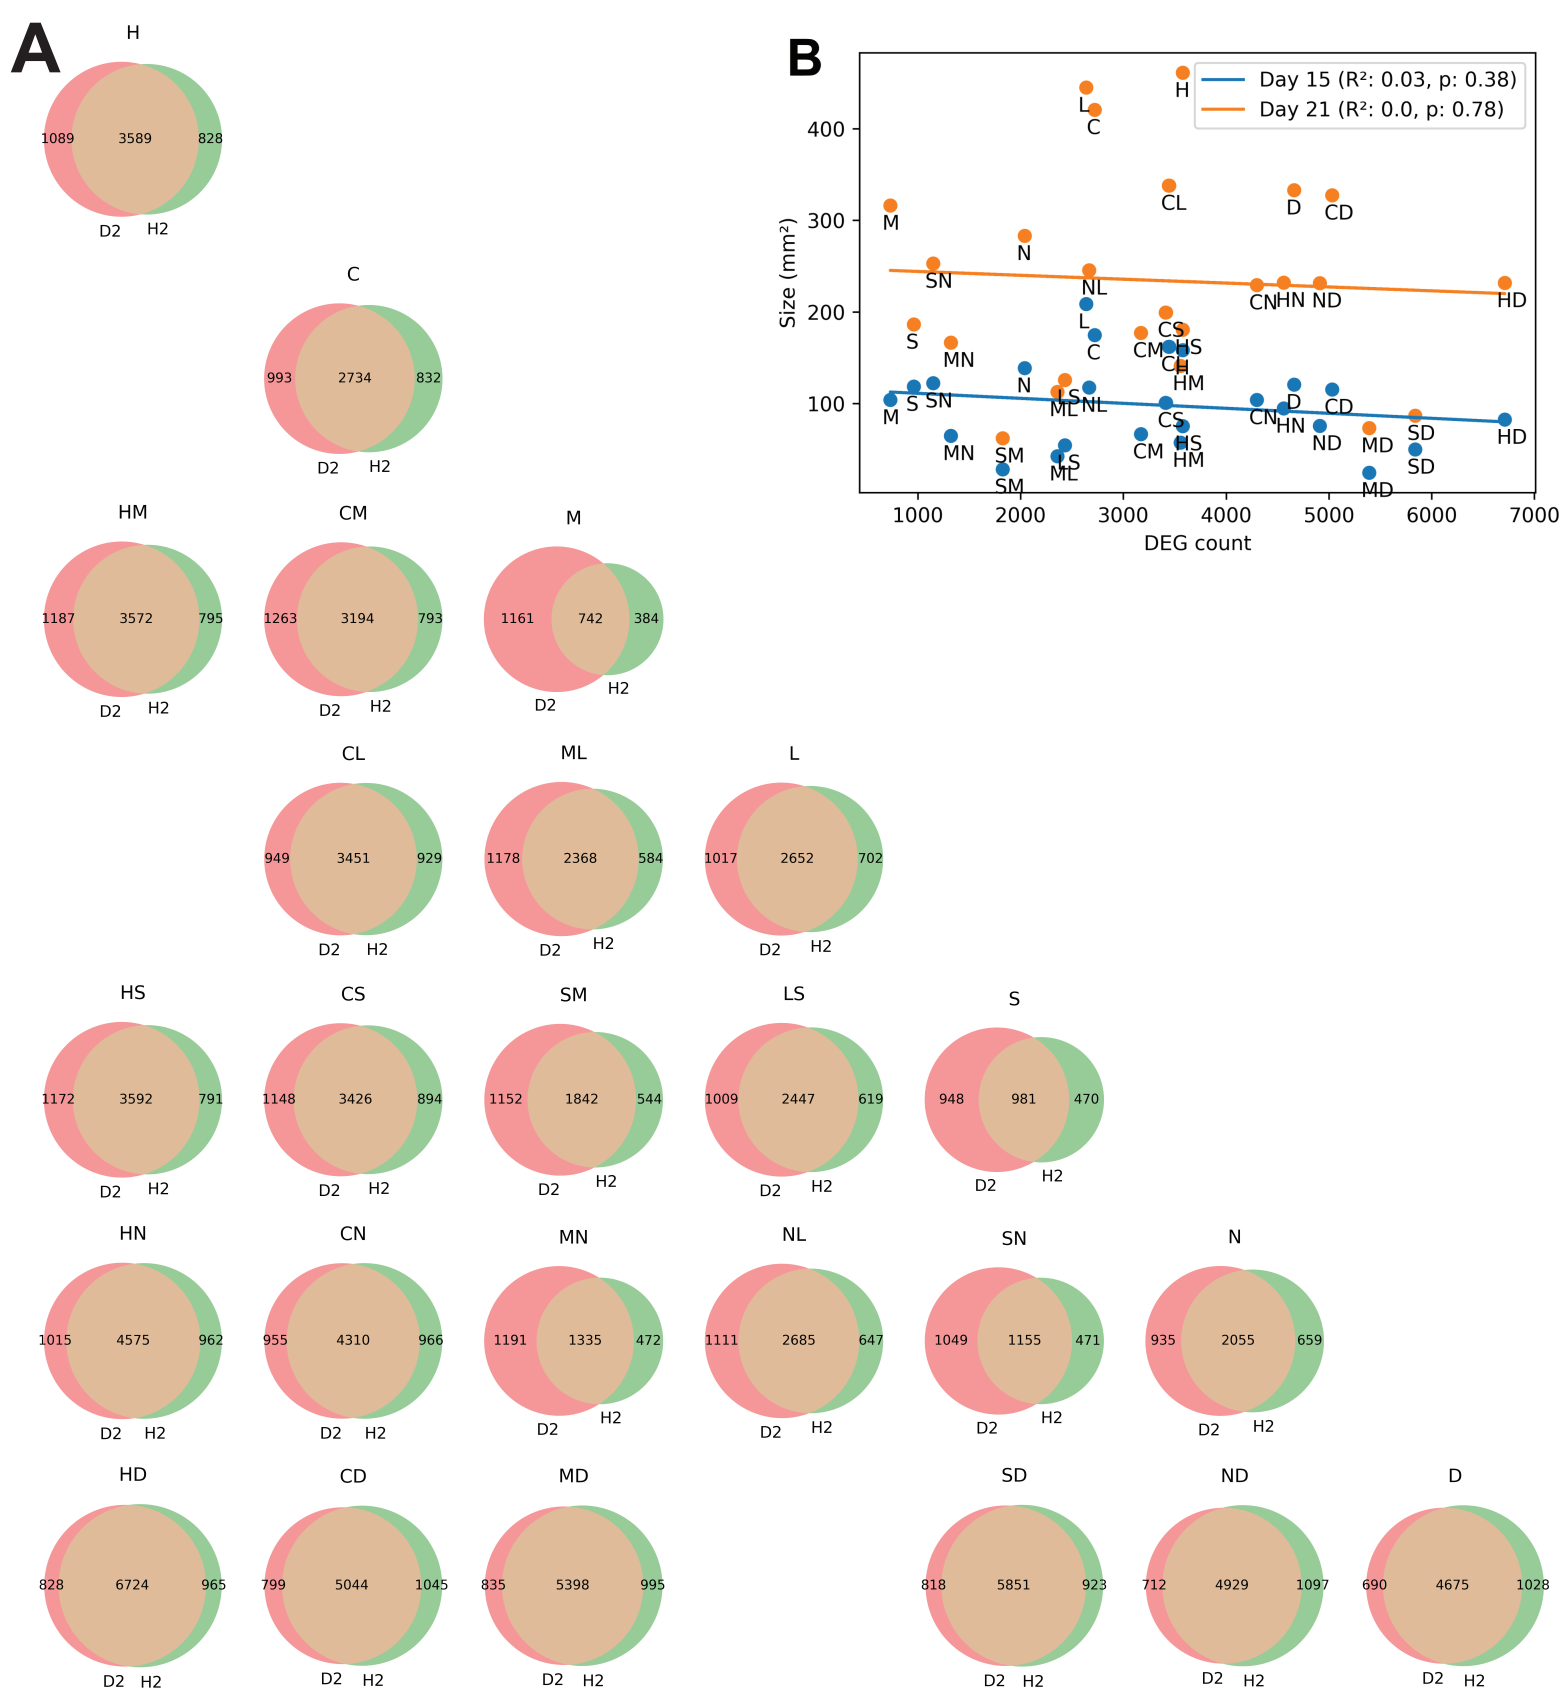 A
H
1089 3589 828
D2 H2
C
993 2734 832
D2 H2
HM CM M
1187 3572 795 1263 3194 793 1161 742 384
D2 H2 D2 H2 D2 H2
CL ML L
949 3451 929 1178 2368 584 1017 2652 702
D2 H2 D2 H2 D2 H2
HS CS SM LS S
1172 3592 791 1148 3426 894 1152 1842 544 1009 2447 619 948 981 470
D2 H2 D2 H2 D2 H2 D2 H2 D2 H2
HN CN MN NL SN N
1015 4575 962 955 4310 966 1191 1335 472 1111 2685 647 1049 1155 471 935 2055 659
D2 H2 D2 H2 D2 H2 D2 H2 D2 H2 D2 H2
HD CD MD SD ND D
828 6724 965 799 5044 1045 835 5398 995 818 5851 923 712 4929 1097 690 4675 1028
D2 H2 D2 H2 D2 H2 D2 H2 D2 H2 D2 H2
B
Day 15 (R²: 0.03, p: 0.38)
Day 21 (R²: 0.0, p: 0.78)
Size (mm²)
400
300
200
100
H
L
C
CL
D
CD
M
N
SN
NL
CN
HN
ND
HD
S
MN
CS
HS
CM
HM
LS
ML
SM
MD
SD
L
C
CL
H
N
S
SN
M
NL
CS
D
CD
CN
HN
ND
HD
MN
CM
HS
HM
LS
ML
SM
SD
MD
1000 2000 3000 4000 5000 6000 7000
DEG count